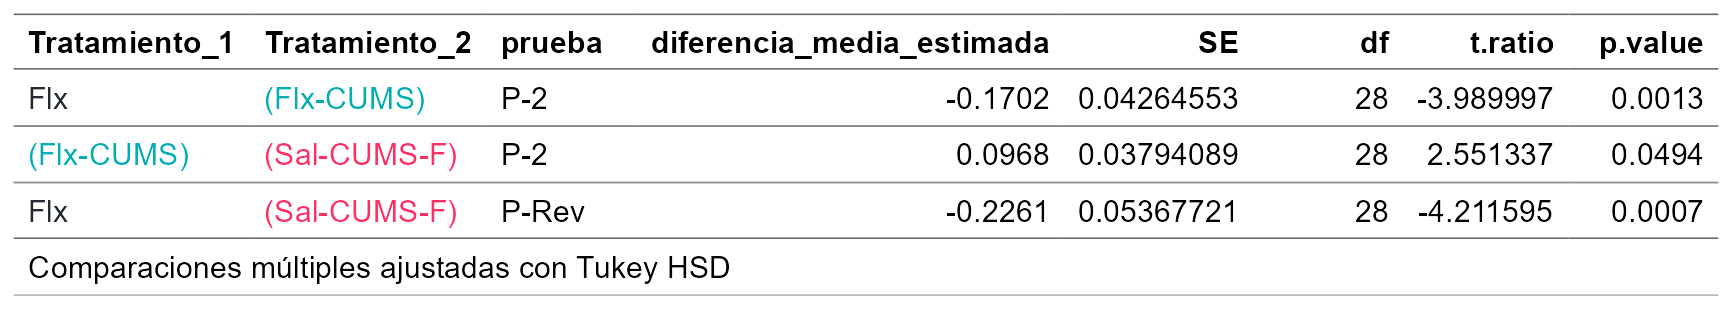 Tratamiento_1 Tratamiento_2 prueba diferencia_media_estimada SE df t.ratio p.value
Flx (Flx-CUMS) P-2 -0.1702 0.04264553 28 -3.989997 0.0013
(Flx-CUMS) (Sal-CUMS-F) P-2 0.0968 0.03794089 28 2.551337 0.0494
Flx (Sal-CUMS-F) P-Rev -0.2261 0.05367721 28 -4.211595 0.0007
Comparaciones múltiples ajustadas con Tukey HSD